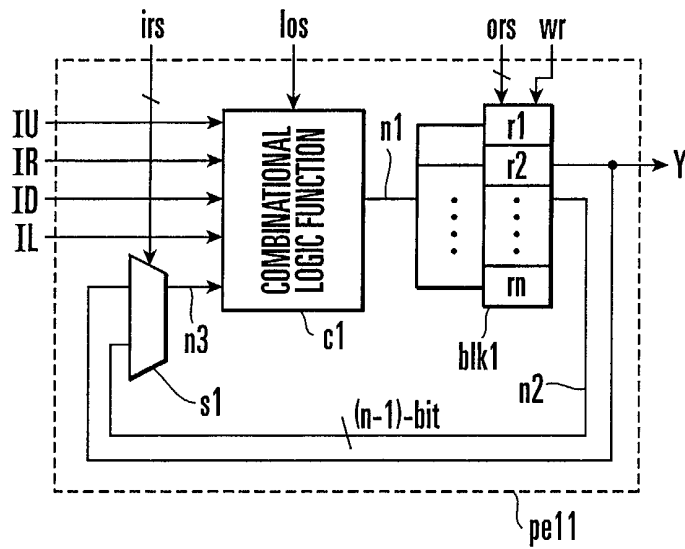 irs
los
ors
wr
IU
IR
ID
IL
COMBINATIONAL
LOGIC FUNCTION
n1
r1
r2
rn
Y
n3
c1
blk1
s1
n2
(n-1)-bit
pe11